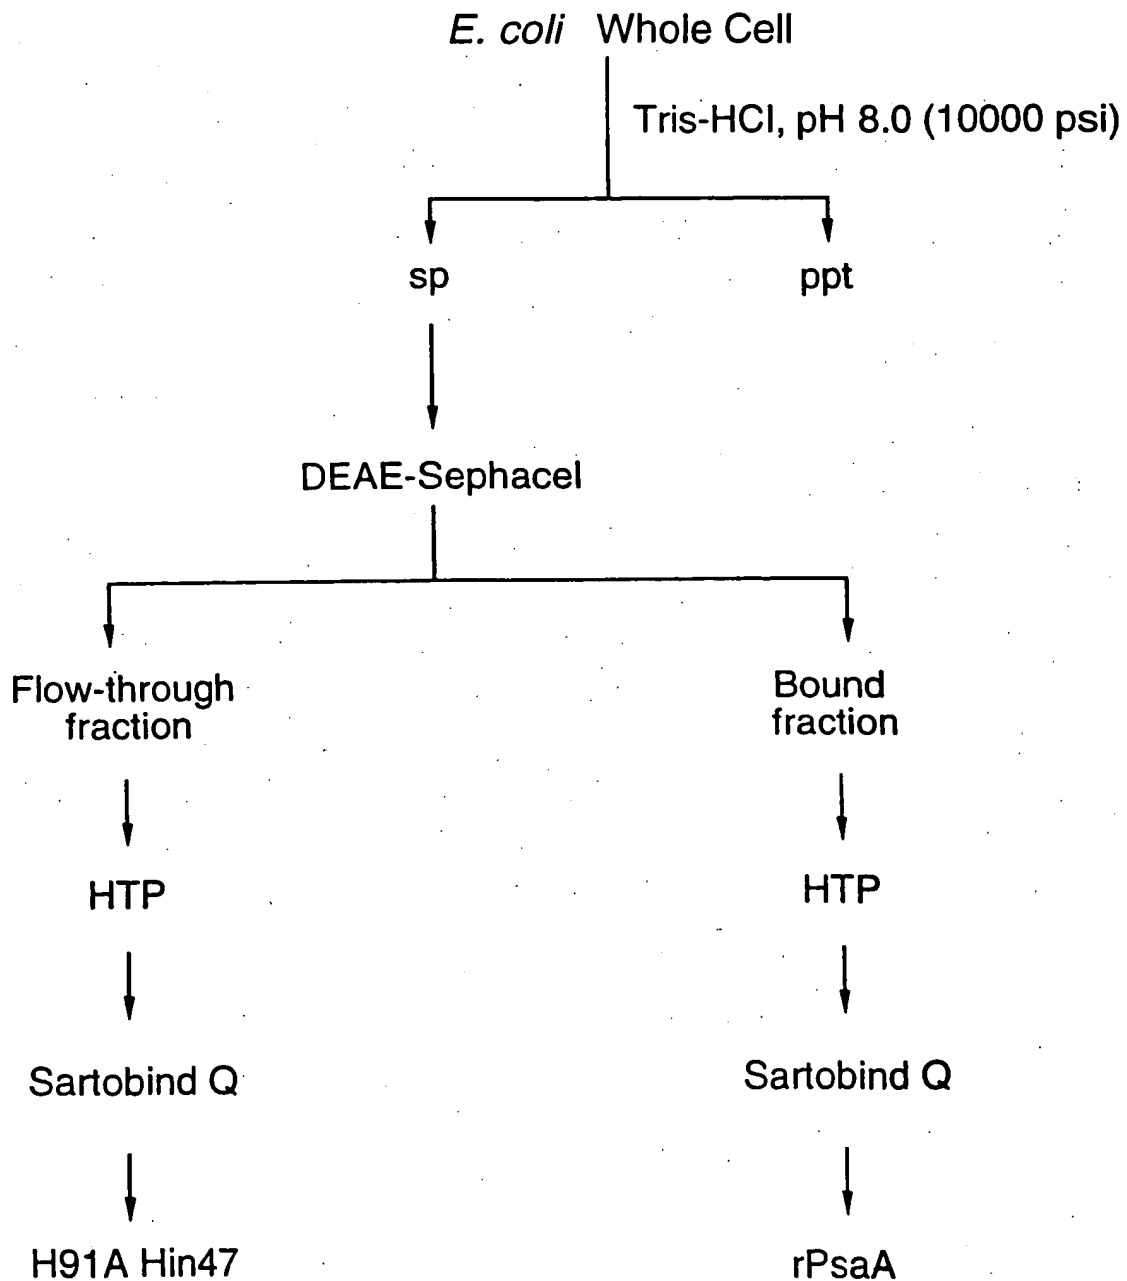 E. coli Whole Cell
Tris-HCl, pH 8.0 (10000 psi)
sp
ppt
DEAE-Sephacel
Flow-through
fraction
Bound
fraction
HTP
HTP
Sartobind Q
Sartobind Q
H91A Hin47
rPsaA